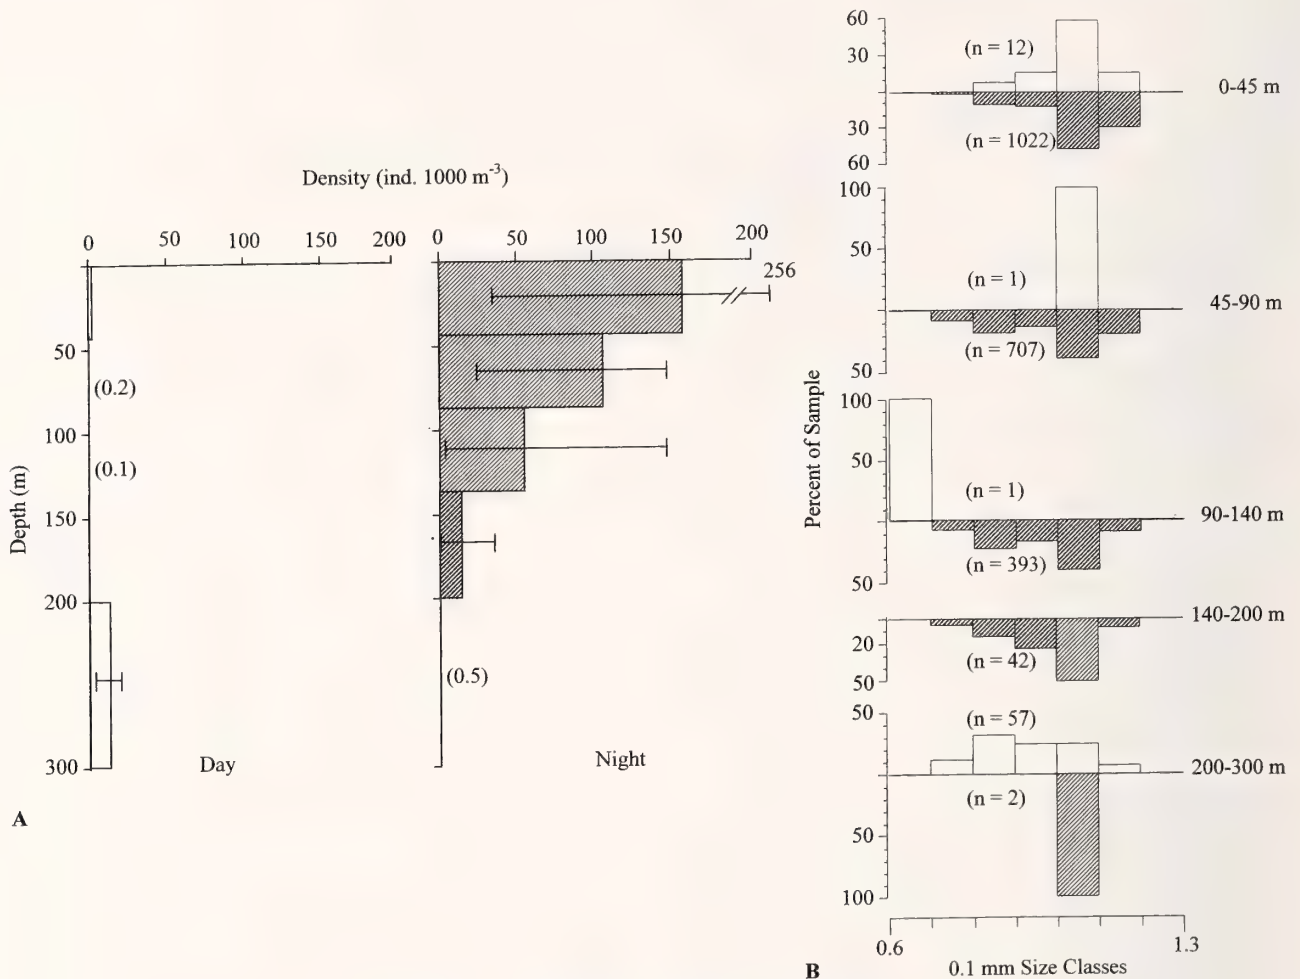 Density (ind. 1000 m⁻³)
0 50 100 150 200
0 50 100 150 200
256
50
(0.2)
100
(0.1)
150
200
(0.5)
300
Day
Night
Depth (m)
A
60
30
(n = 12)
0-45 m
30
(n = 1022)
60
100
50
(n = 1)
45-90 m
(n = 707)
50
100
50
(n = 1)
90-140 m
(n = 393)
50
140-200 m
20
(n = 42)
50
50
(n = 57)
200-300 m
(n = 2)
50
100
Percent of Sample
0.6
1.3
0.1 mm Size Classes
B